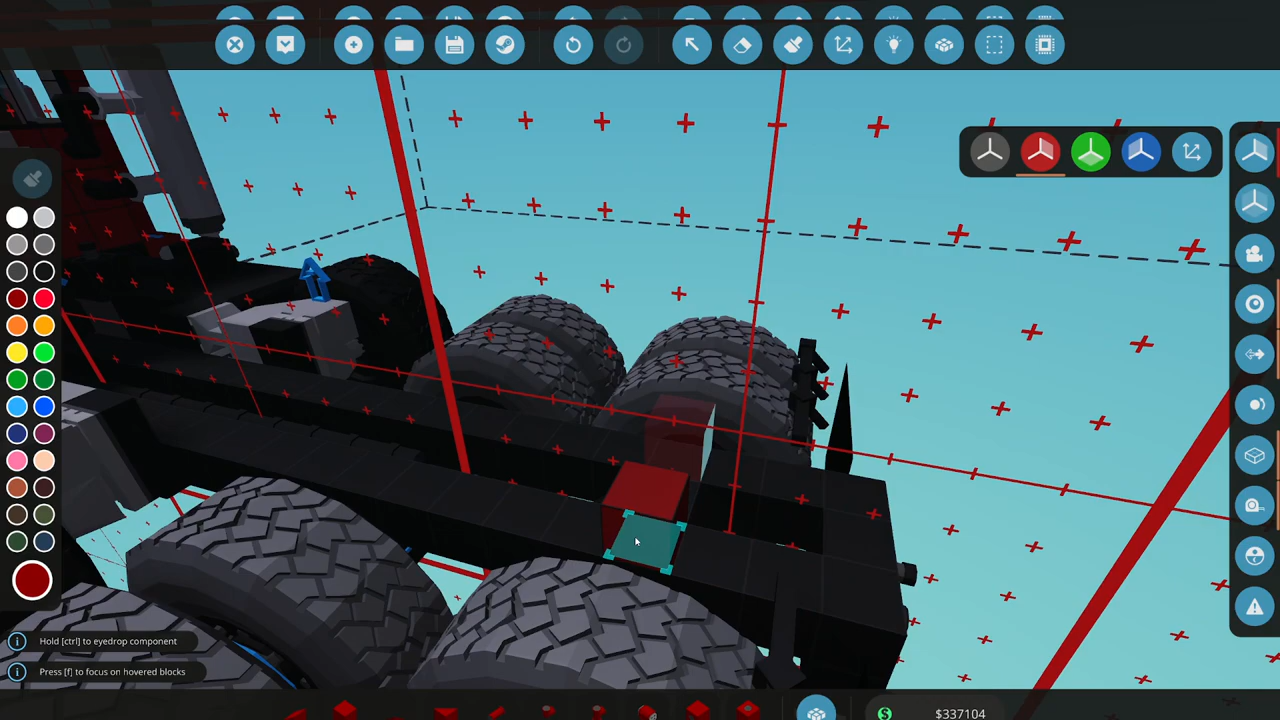 Hold [ctrl] to eyedrop component
Press [f] to focus on hovered blocks
$337104